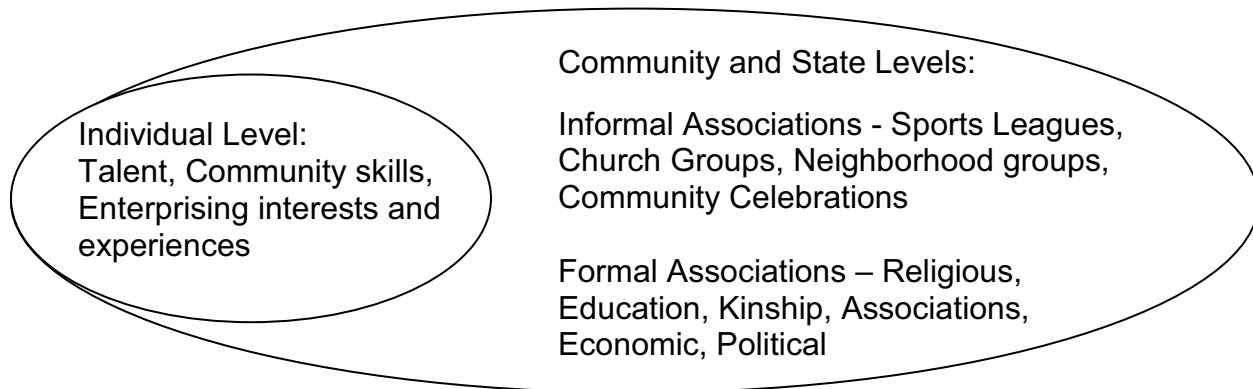 Individual Level:
Talent, Community skills,
Enterprising interests and
experiences
Community and State Levels:
Informal Associations - Sports Leagues,
Church Groups, Neighborhood groups,
Community Celebrations
Formal Associations – Religious,
Education, Kinship, Associations,
Economic, Political